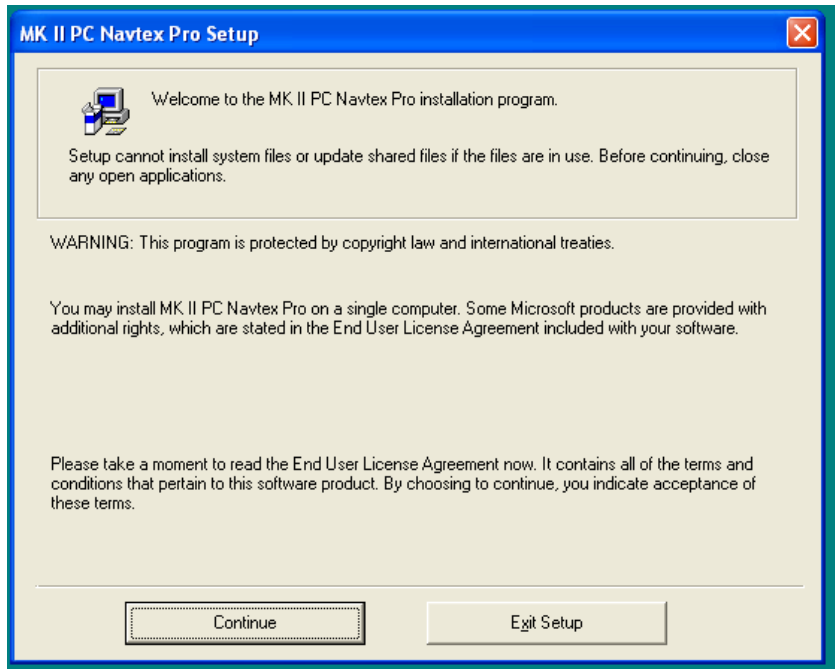 MK II PC Navtex Pro Setup
Welcome to the MK II PC Navtex Pro installation program.
Setup cannot install system files or update shared files if the files are in use. Before continuing, close
any open applications.
WARNING: This program is protected by copyright law and international treaties.
You may install MK II PC Navtex Pro on a single computer. Some Microsoft products are provided with
additional rights, which are stated in the End User License Agreement included with your software.
Please take a moment to read the End User License Agreement now. It contains all of the terms and
conditions that pertain to this software product. By choosing to continue, you indicate acceptance of
these terms.
Continue
Exit Setup